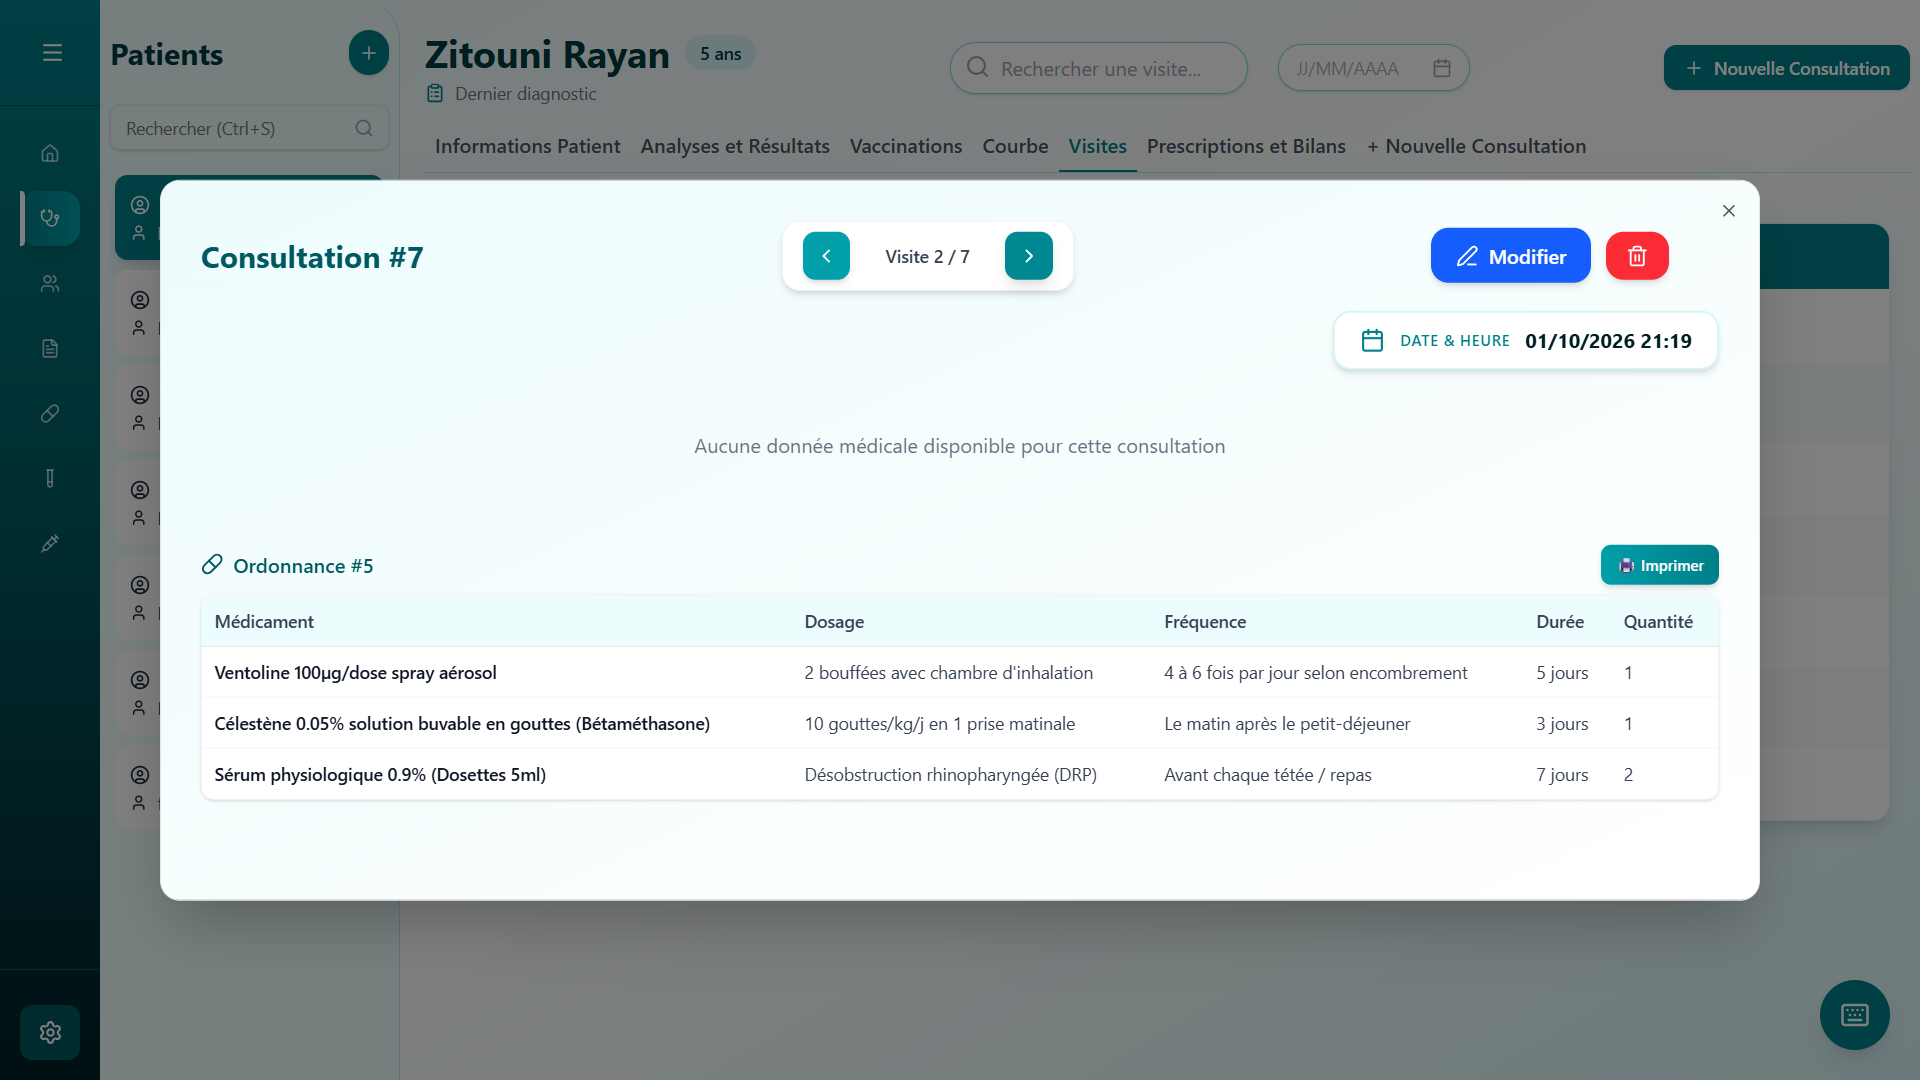 Patients
Rechercher (Ctrl+S)
Zitouni Rayan
5 ans
Dernier diagnostic
Rechercher une visite...
JJ/MM/AAAA
+ Nouvelle Consultation
Informations Patient
Analyses et Résultats
Vaccinations
Courbe
Visites
Prescriptions et Bilans
+ Nouvelle Consultation
Consultation #7
Visite 2 / 7
Modifier
DATE & HEURE 01/10/2026 21:19
Aucune donnée médicale disponible pour cette consultation
Ordonnance #5
Imprimer
Médicament Dosage Fréquence Durée Quantité
Ventoline 100µg/dose spray aérosol 2 bouffées avec chambre d'inhalation 4 à 6 fois par jour selon encombrement 5 jours 1
Célestène 0.05% solution buvable en gouttes (Bétaméthasone) 10 gouttes/kg/j en 1 prise matinale Le matin après le petit-déjeuner 3 jours 1
Sérum physiologique 0.9% (Dosettes 5ml) Désobstruction rhinopharyngée (DRP) Avant chaque tétée / repas 7 jours 2